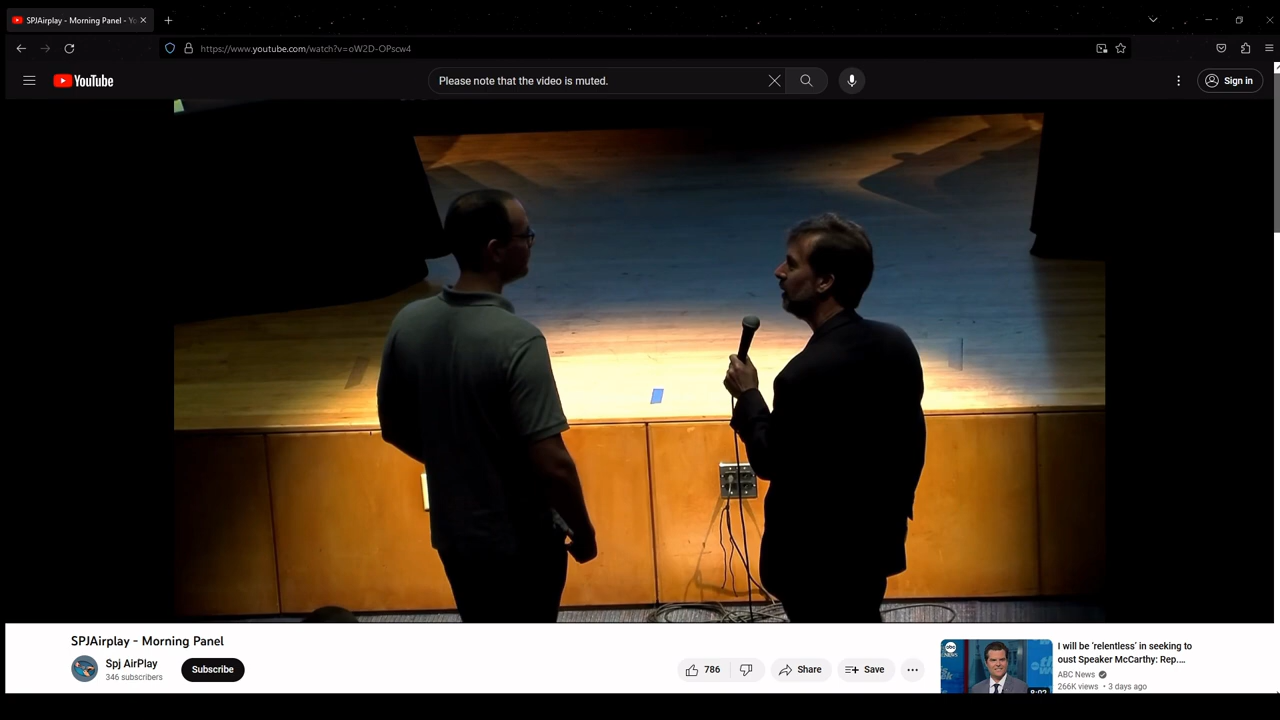 SPJAirplay - Morning Panel - Yo
https://www.youtube.com/watch?v=oW2D-OPscw4
YouTube
Please note that the video is muted.
Sign in
SPJAirplay - Morning Panel
Spj AirPlay
346 subscribers
Subscribe
786
Share
Save
I will be 'relentless' in seeking to
oust Speaker McCarthy: Rep....
ABC News
266K views • 3 days ago
8:02